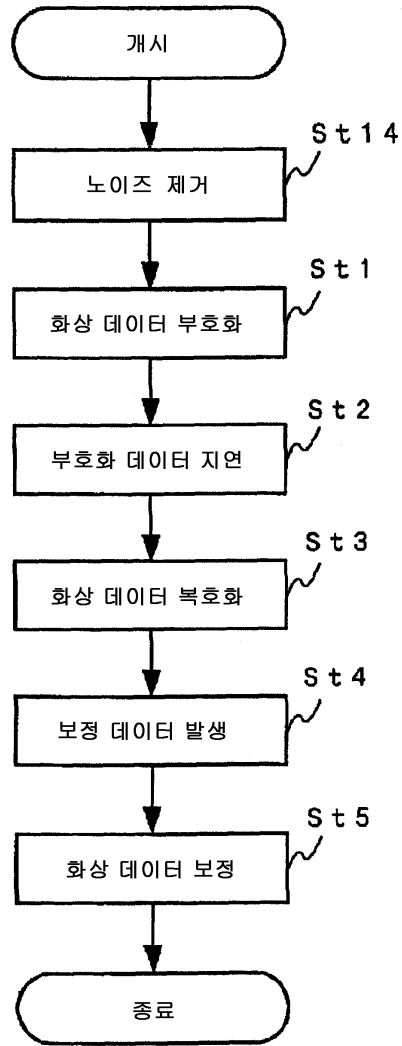 개시
St14
노이즈 제거
St1
화상 데이터 부호화
St2
부호화 데이터 지연
St3
화상 데이터 복호화
St4
보정 데이터 발생
St5
화상 데이터 보정
종료